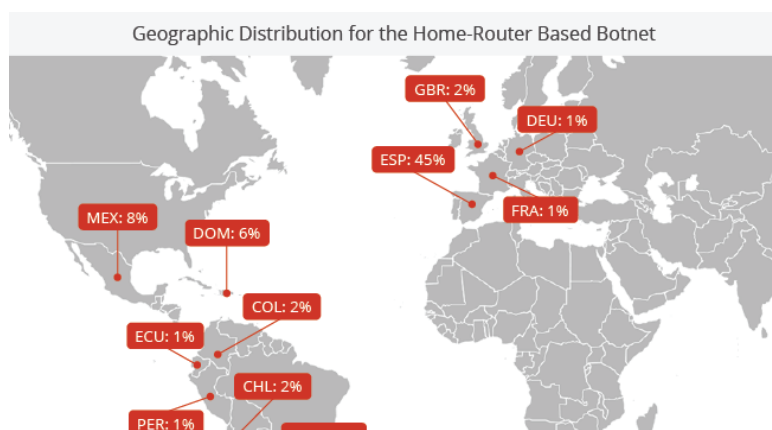 Geographic Distribution for the Home-Router Based Botnet
GBR: 2%
DEU: 1%
ESP: 45%
FRA: 1%
MEX: 8%
DOM: 6%
COL: 2%
ECU: 1%
CHL: 2%
PER: 1%